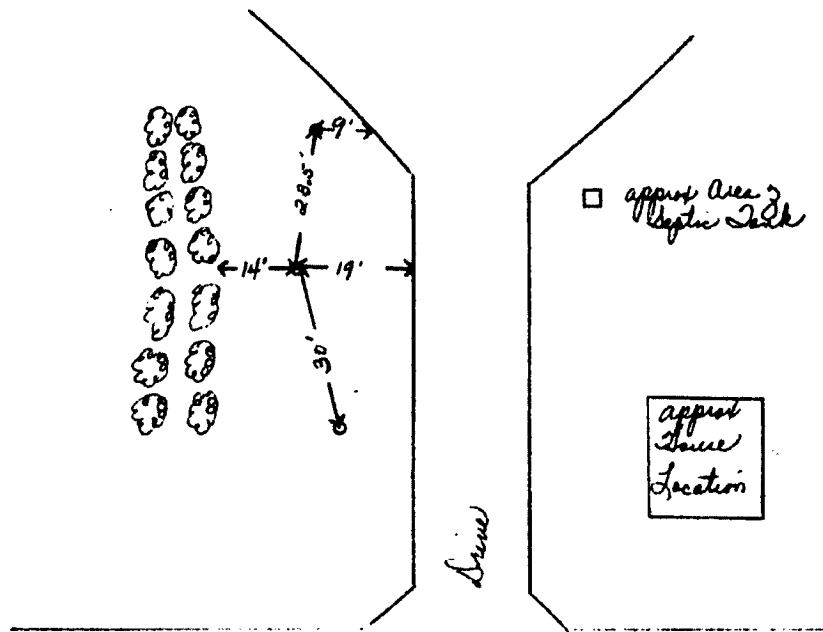 9'
28.5'
approx Area of
Septic Tank
14'
19'
30'
approx
House
Location
Drive